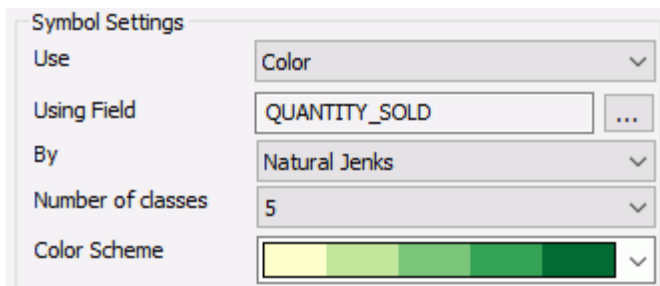 Symbol Settings
Use Color
Using Field QUANTITY_SOLD ...
By Natural Jenks
Number of classes 5
Color Scheme